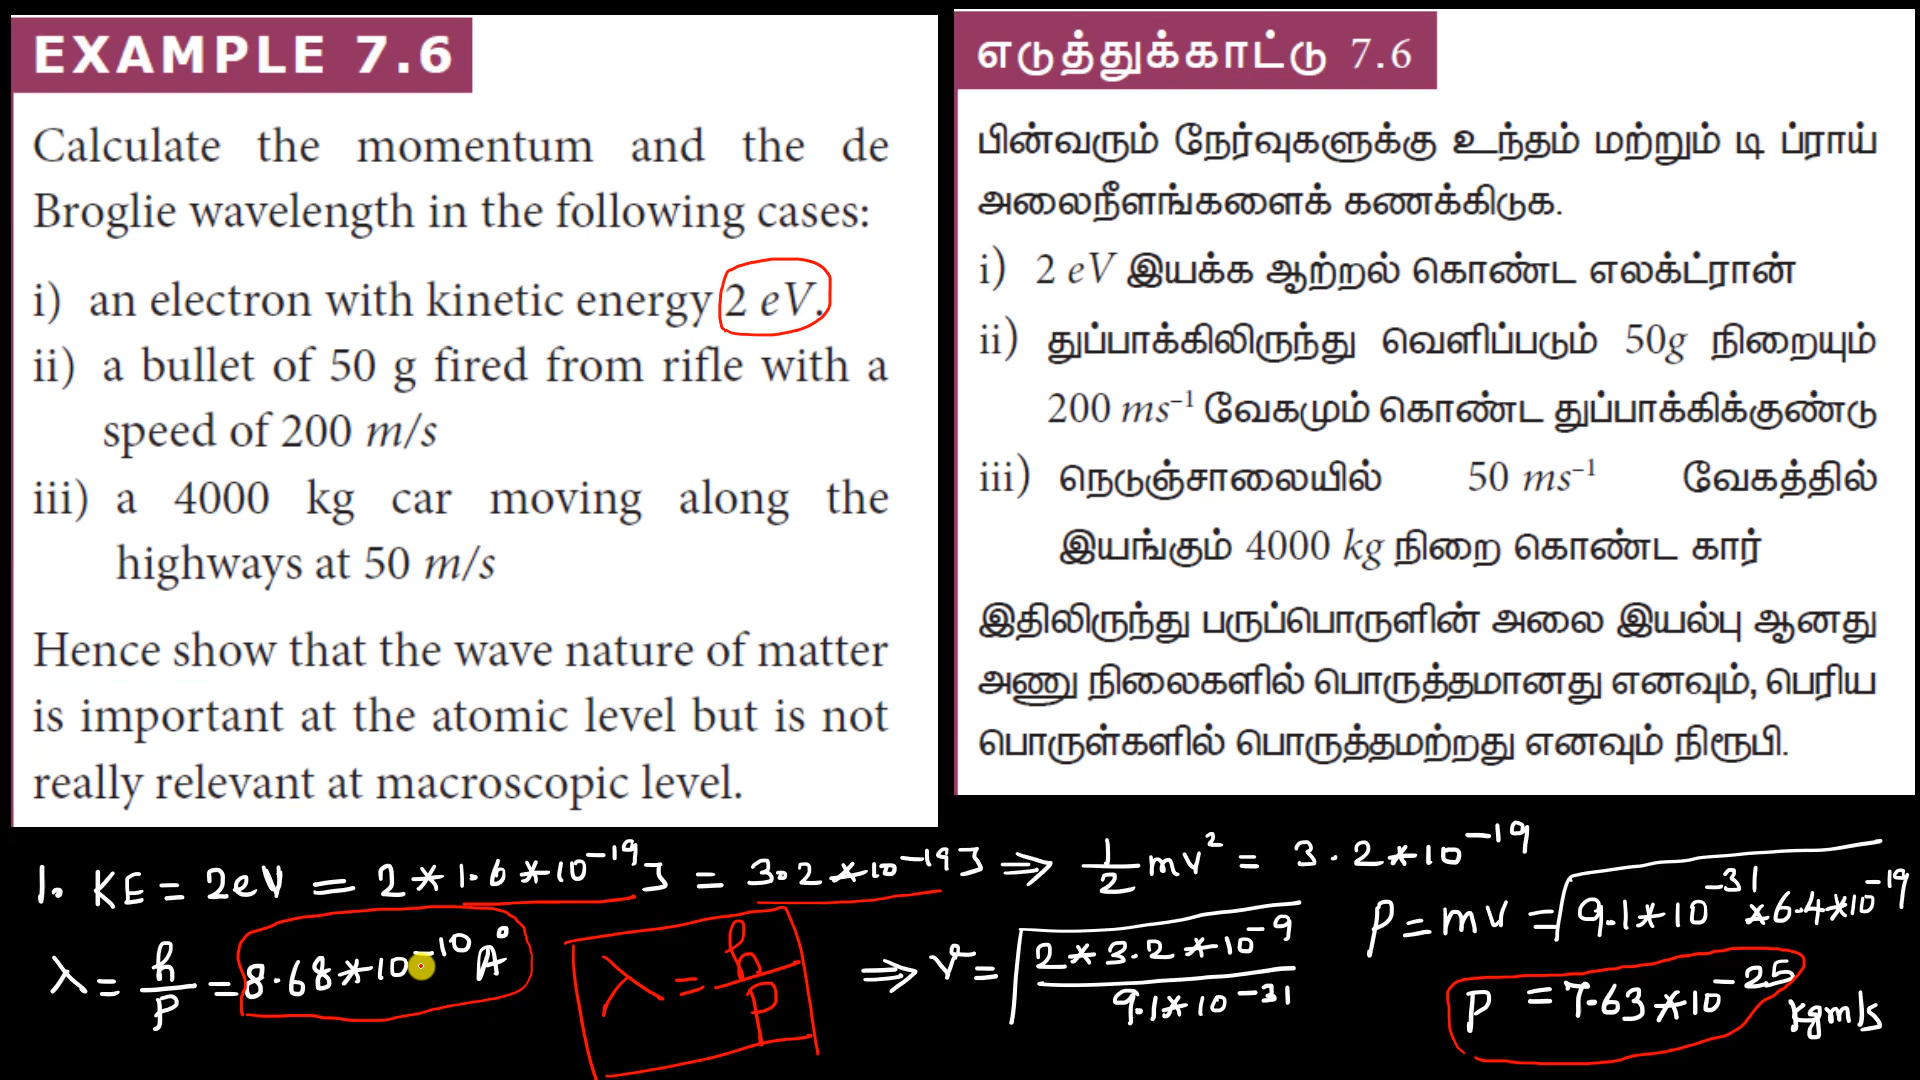 EXAMPLE 7.6
Calculate the momentum and the de
Broglie wavelength in the following cases:
i) an electron with kinetic energy 2 eV.
ii) a bullet of 50 g fired from rifle with a
speed of 200 m/s
iii) a 4000 kg car moving along the
highways at 50 m/s
Hence show that the wave nature of matter
is important at the atomic level but is not
really relevant at macroscopic level.
எடுத்துக்காட்டு 7.6
பின்வரும் நேர்வுகளுக்கு உந்தம் மற்றும் டி ப்ராய்
அலைநீளங்களைக் கணக்கிடுக.
i) 2 eV இயக்க ஆற்றல் கொண்ட எலக்ட்ரான்
ii) துப்பாக்கிலிருந்து வெளிப்படும் 50g நிறையும்
200 ms⁻¹ வேகமும் கொண்ட துப்பாக்கிக்குண்டு
iii) நெடுஞ்சாலையில் 50 ms⁻¹ வேகத்தில்
இயங்கும் 4000 kg நிறை கொண்ட கார்
இதிலிருந்து பருப்பொருளின் அலை இயல்பு ஆனது
அணு நிலைகளில் பொருத்தமானது எனவும், பெரிய
பொருள்களில் பொருத்தமற்றது எனவும் நிரூபி.
1. KE = 2eV = 2*1.6*10⁻¹⁹J = 3.2*10⁻¹⁹J ⇒ 1/2 mv² = 3.2*10⁻¹⁹
λ = h/P = 8.68*10⁻¹⁰A°
λ = h/P
⇒ v = √(2*3.2*10⁻⁹/9.1*10⁻³¹)
P = mv = √(9.1*10⁻³¹*6.4*10⁻¹⁹)
P = 7.63*10⁻²⁵ kgm/s